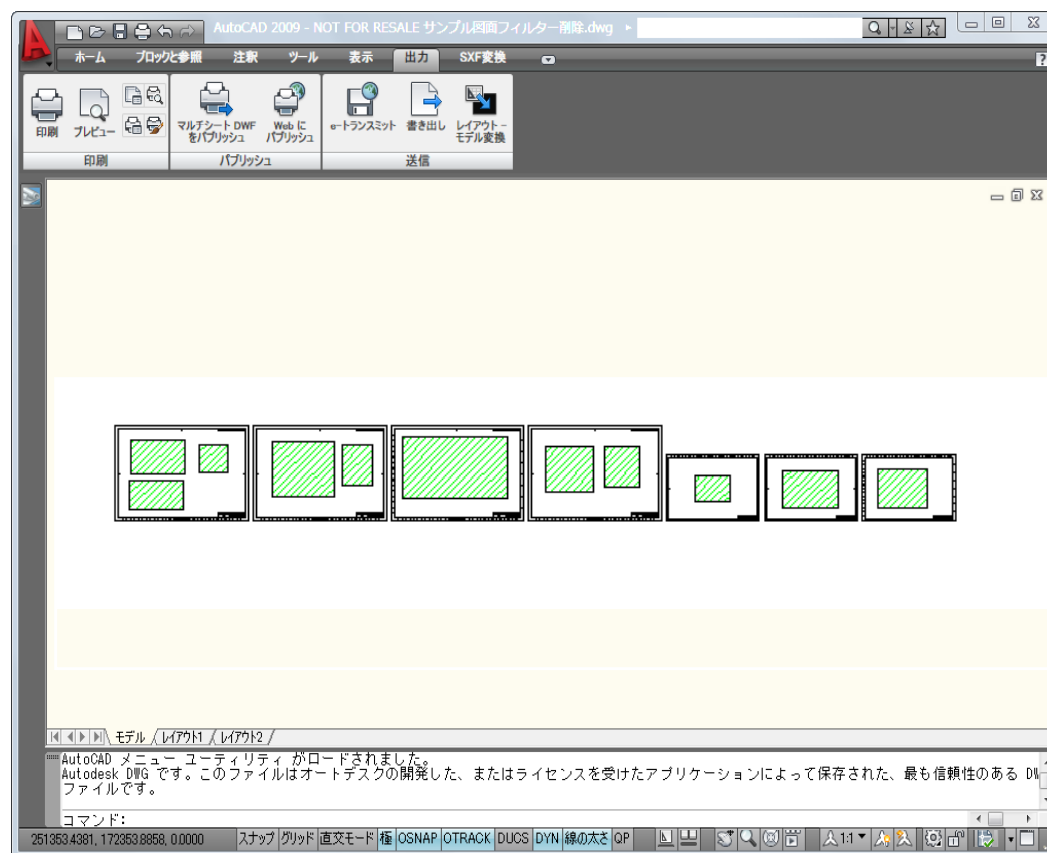 AutoCAD 2009 - NOT FOR RESALE サンプル図面フィルター削除.dwg
ホーム ブロックと参照 注釈 ツール 表示 出力 SXF変換
印刷 プレビュー マルチシート DWF をパブリッシュ Web に パブリッシュ e-トランスミット 書き出し レイアウト - モデル変換
印刷 パブリッシュ 送信
モデル レイアウト1 レイアウト2
AutoCAD メニュー ユーティリティ がロードされました。
Autodesk DWG です。このファイルはオートデスクの開発した、またはライセンスを受けたアプリケーションによって保存された、最も信頼性のある DW
ファイルです。
コマンド:
251353.4381, 172353.8858, 0.0000 スナップ グリッド 直交モード 極 OSNAP OTRACK DUCS DYN 線の太さ QP 人1:1